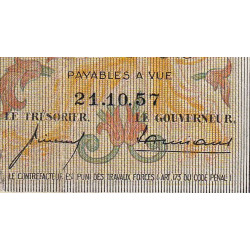 PAYABLES A VUE
21.10.57
LE TRÉSORIER. LE GOUVERNEUR.
LE CONTREFACTEUR EST PUNI DES TRAVAUX FORCÉS (ART. 173 DU CODE PÉNAL)